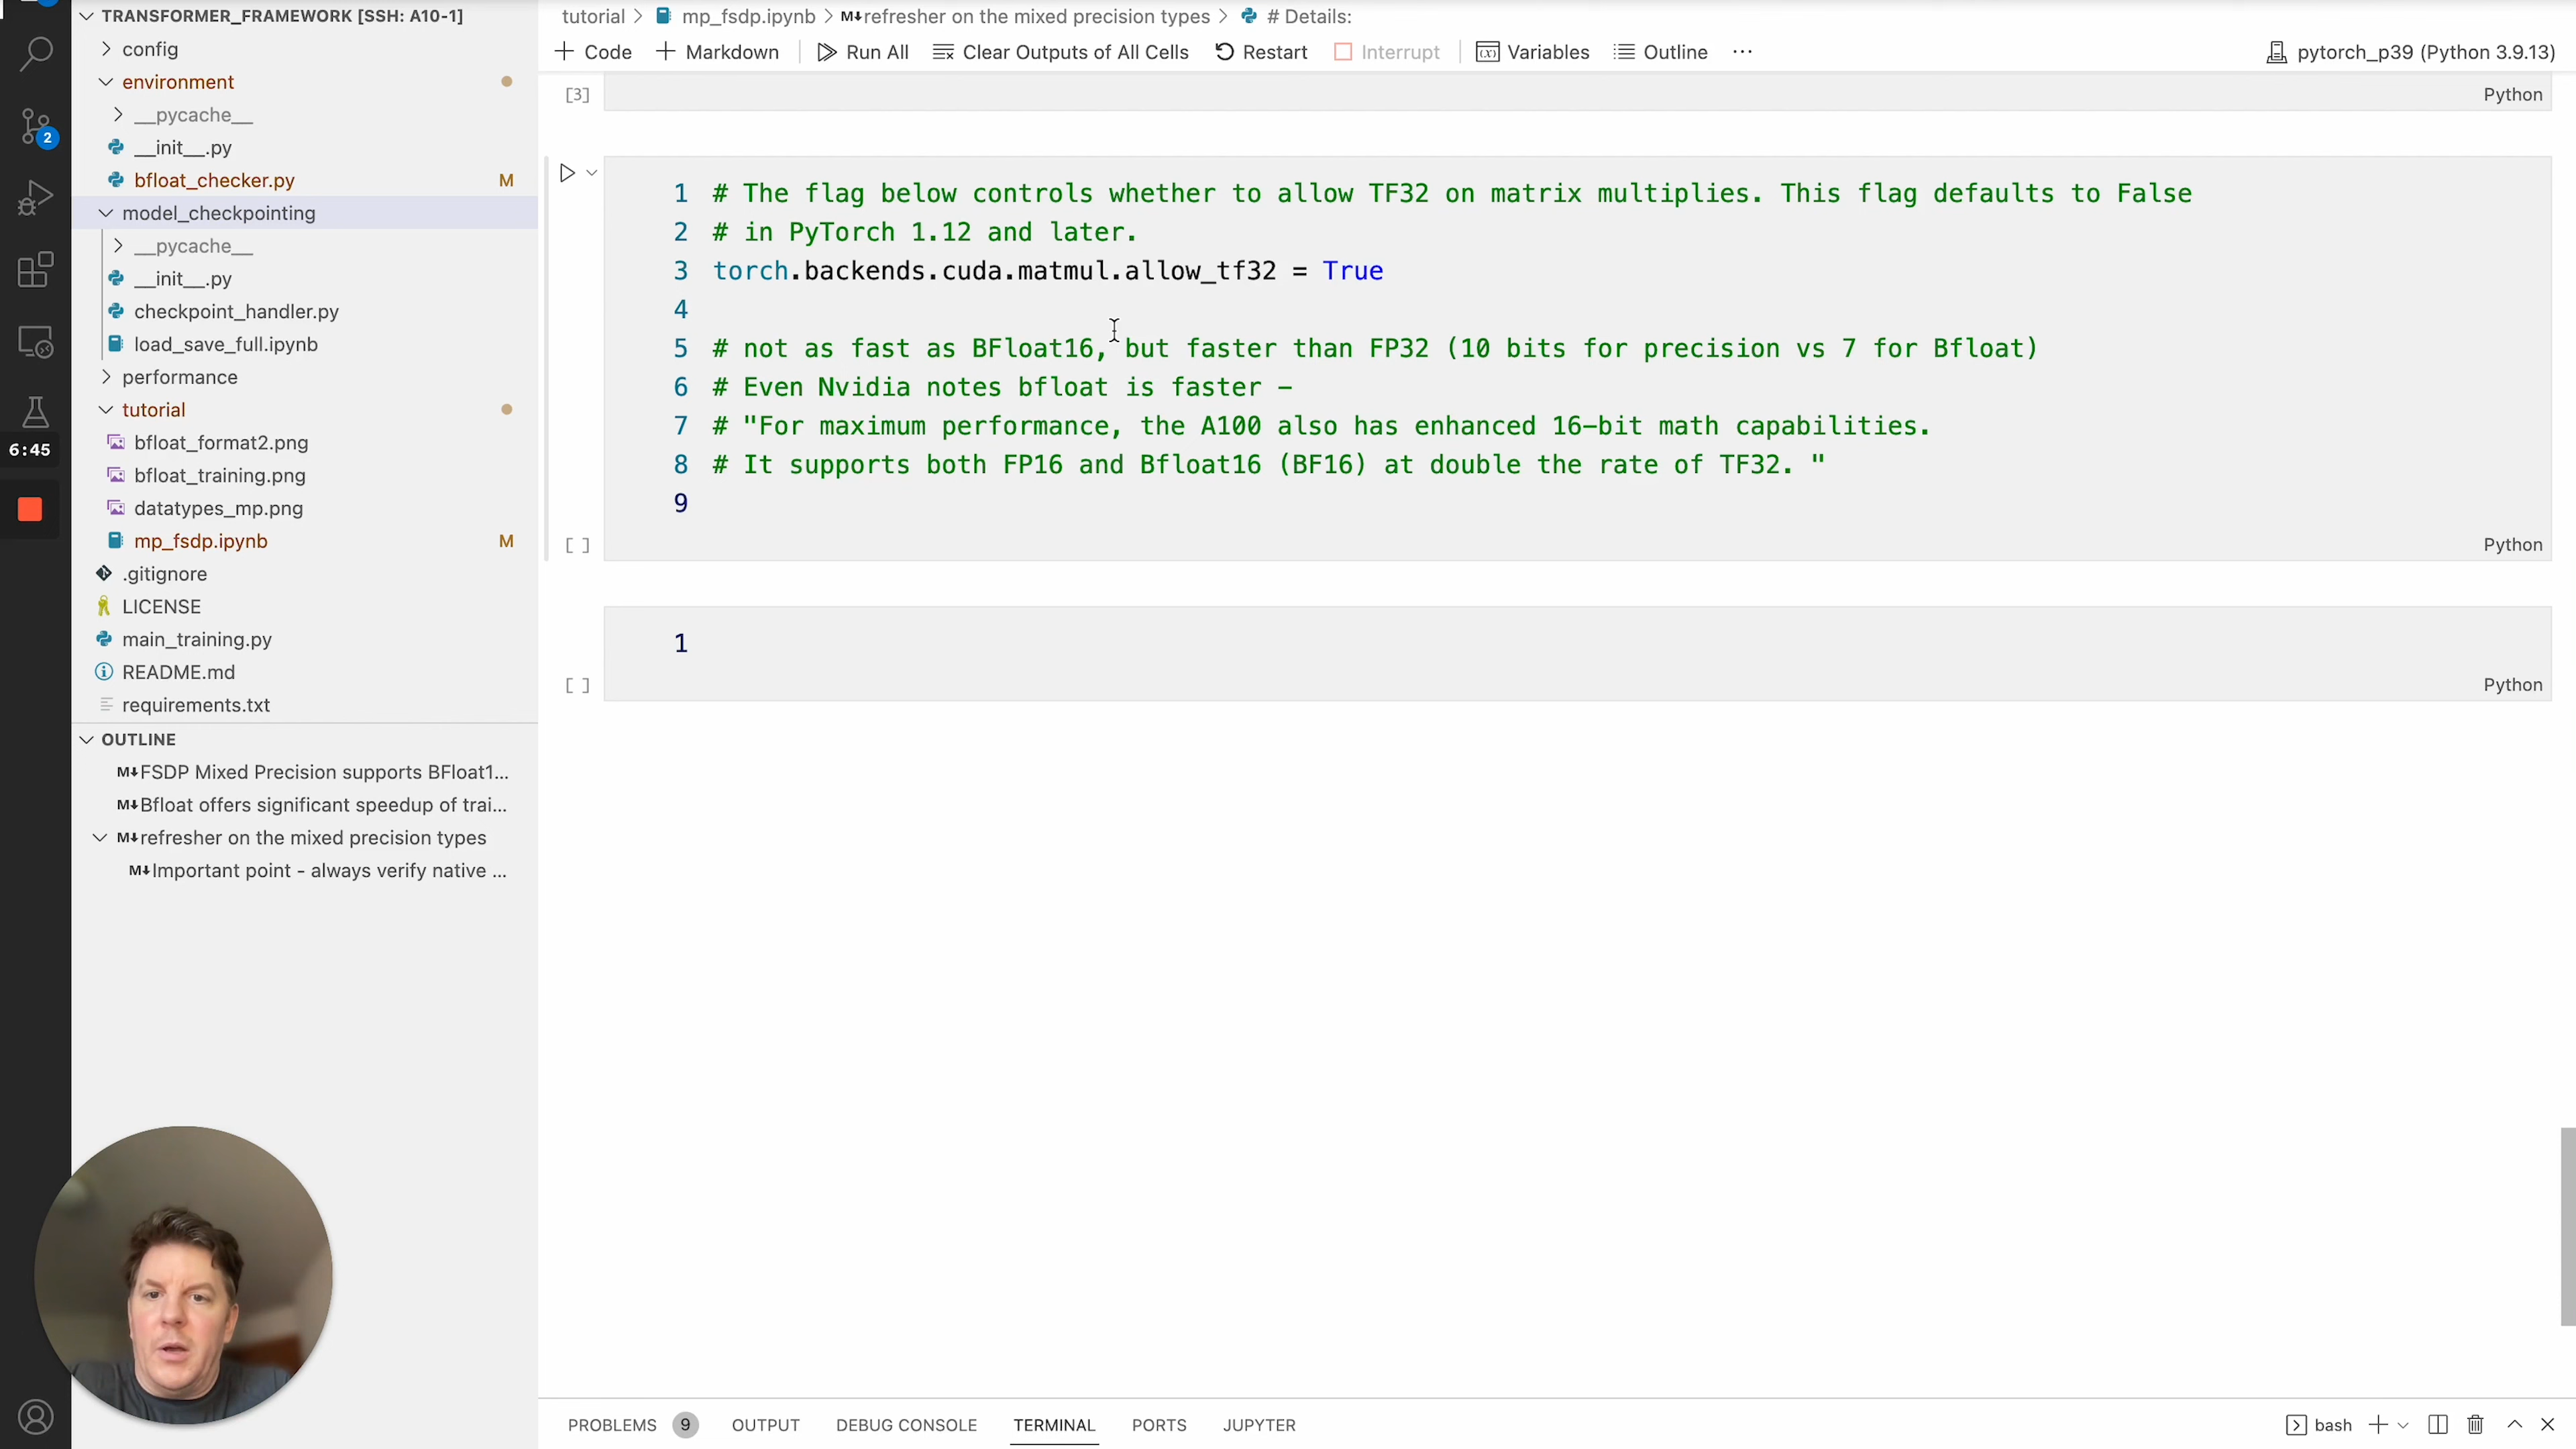 TRANSFORMER_FRAMEWORK [SSH: A10-1]
config
environment
__pycache__
__init__.py
bfloat_checker.py M
model_checkpointing
__pycache__
__init__.py
checkpoint_handler.py
load_save_full.ipynb
performance
tutorial
bfloat_format2.png
bfloat_training.png
datatypes_mp.png
mp_fsdp.ipynb M
.gitignore
LICENSE
main_training.py
README.md
requirements.txt
OUTLINE
M↓FSDP Mixed Precision supports BFloat1...
M↓Bfloat offers significant speedup of trai...
M↓refresher on the mixed precision types
M↓Important point - always verify native ...
2
6:45
tutorial > mp_fsdp.ipynb > M↓refresher on the mixed precision types > # Details:
+ Code + Markdown Run All Clear Outputs of All Cells Restart Interrupt (x) Variables Outline ...
pytorch_p39 (Python 3.9.13)
[3] Python
1 # The flag below controls whether to allow TF32 on matrix multiplies. This flag defaults to False
2 # in PyTorch 1.12 and later.
3 torch.backends.cuda.matmul.allow_tf32 = True
4
5 # not as fast as BFloat16, but faster than FP32 (10 bits for precision vs 7 for Bfloat)
6 # Even Nvidia notes bfloat is faster –
7 # "For maximum performance, the A100 also has enhanced 16-bit math capabilities.
8 # It supports both FP16 and Bfloat16 (BF16) at double the rate of TF32. "
9
[ ] Python
1
[ ] Python
PROBLEMS 9 OUTPUT DEBUG CONSOLE TERMINAL PORTS JUPYTER
bash